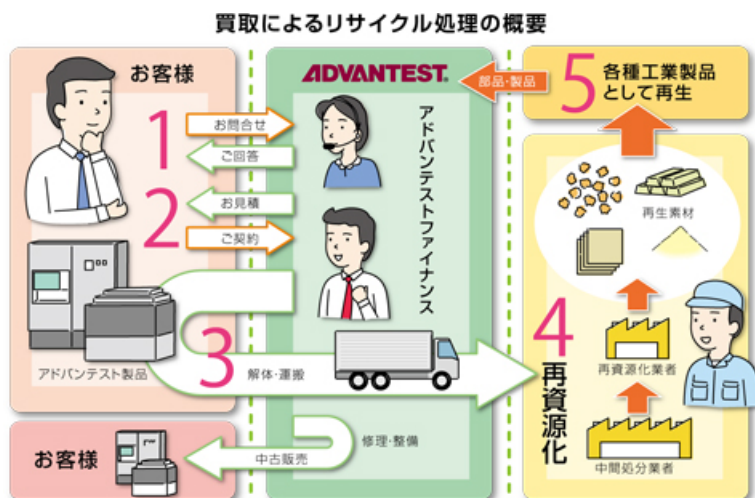 買取によるリサイクル処理の概要
お客様
1
お問合せ
ご回答
2
お見積
ご契約
アドバンテスト製品
3
解体・運搬
ADVANTEST®
アドバンテストファイナンス
修理・整備
中古販売
お客様
4
再資源化
中間処分業者
再資源化業者
再生素材
5
各種工業製品
として再生
部品・製品